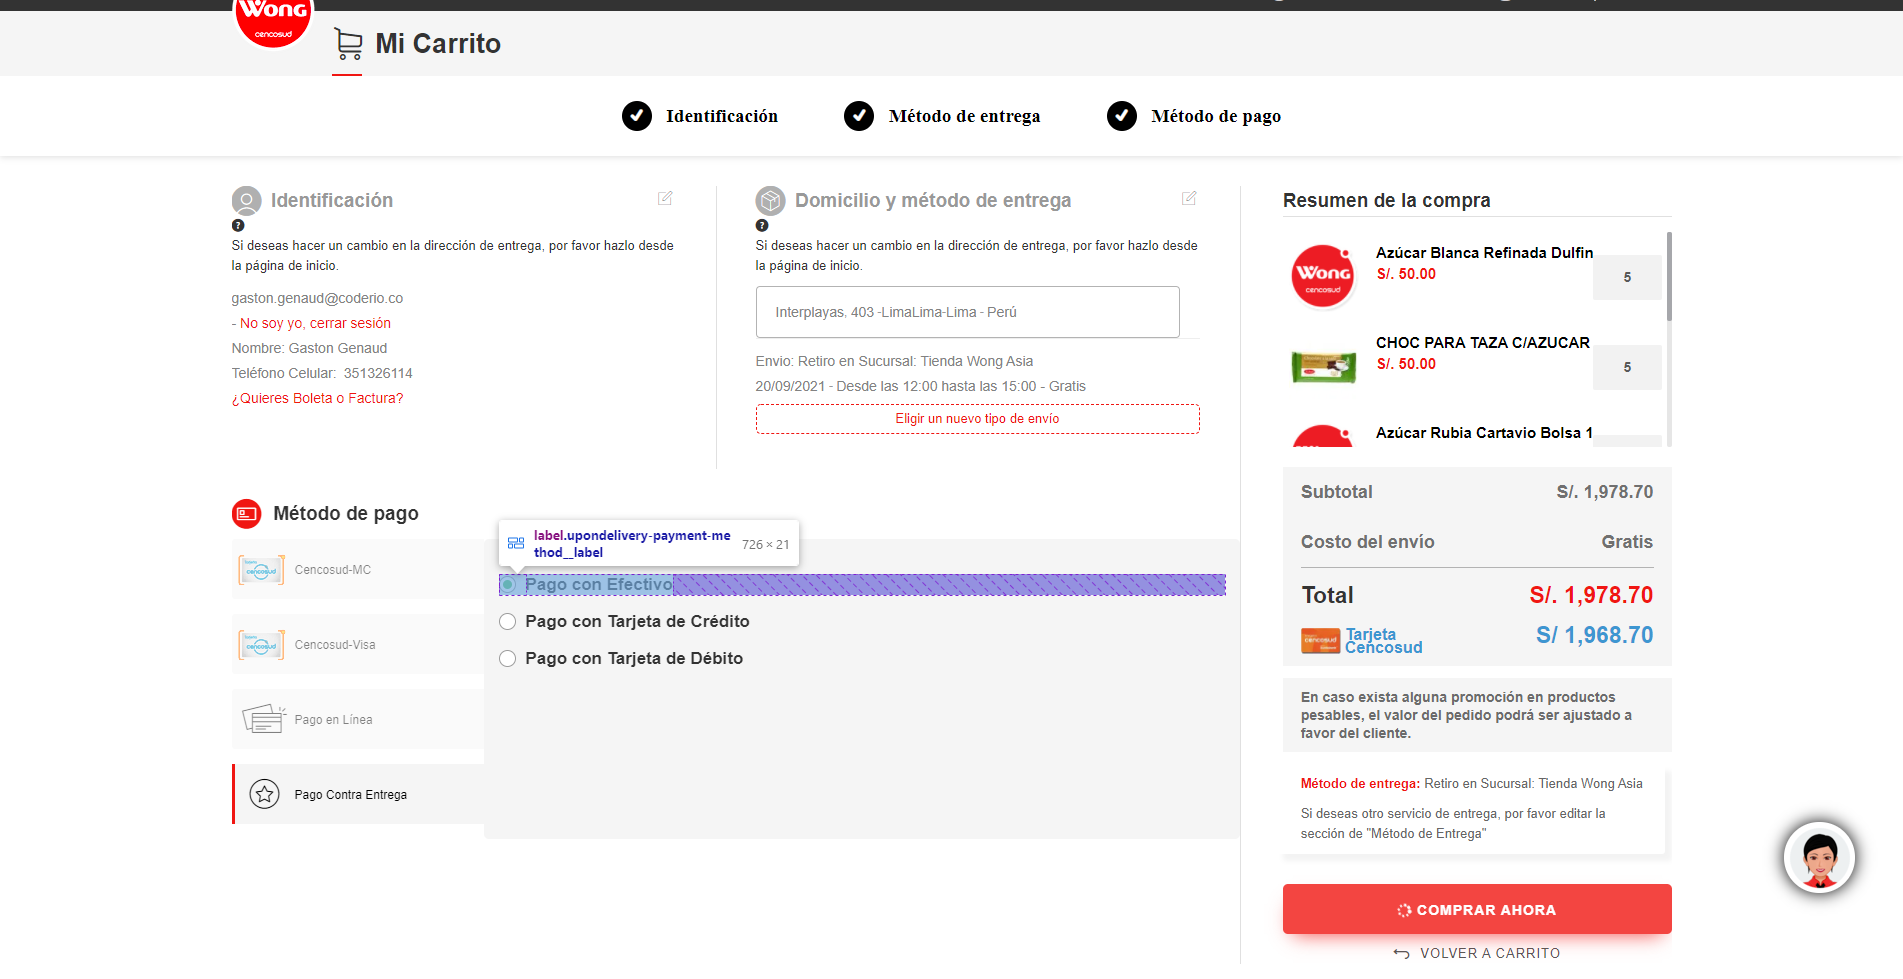 Wong
cencosud
Mi Carrito
Identificación
Método de entrega
Método de pago
Identificación
?
Si deseas hacer un cambio en la dirección de entrega, por favor hazlo desde
la página de inicio.
gaston.genaud@coderio.co
- No soy yo, cerrar sesión
Nombre: Gaston Genaud
Teléfono Celular: 351326114
¿Quieres Boleta o Factura?
Domicilio y método de entrega
?
Si deseas hacer un cambio en la dirección de entrega, por favor hazlo desde
la página de inicio.
Interplayas, 403 -LimaLima-Lima - Perú
Envio: Retiro en Sucursal: Tienda Wong Asia
20/09/2021 - Desde las 12:00 hasta las 15:00 - Gratis
Eligir un nuevo tipo de envío
Método de pago
Cencosud-MC
Cencosud-Visa
Pago en Línea
Pago Contra Entrega
label.upondelivery-payment-me
thod__label
726 × 21
Pago con Efectivo
Pago con Tarjeta de Crédito
Pago con Tarjeta de Débito
Resumen de la compra
Wong
cencosud
Azúcar Blanca Refinada Dulfin
S/. 50.00
5
CHOC PARA TAZA C/AZUCAR
S/. 50.00
5
Azúcar Rubia Cartavio Bolsa 1
Subtotal
S/. 1,978.70
Costo del envío
Gratis
Total
S/. 1,978.70
cencosud
Tarjeta
Cencosud
S/ 1,968.70
En caso exista alguna promoción en productos
pesables, el valor del pedido podrá ser ajustado a
favor del cliente.
Método de entrega: Retiro en Sucursal: Tienda Wong Asia
Si deseas otro servicio de entrega, por favor editar la
sección de "Método de Entrega"
COMPRAR AHORA
VOLVER A CARRITO